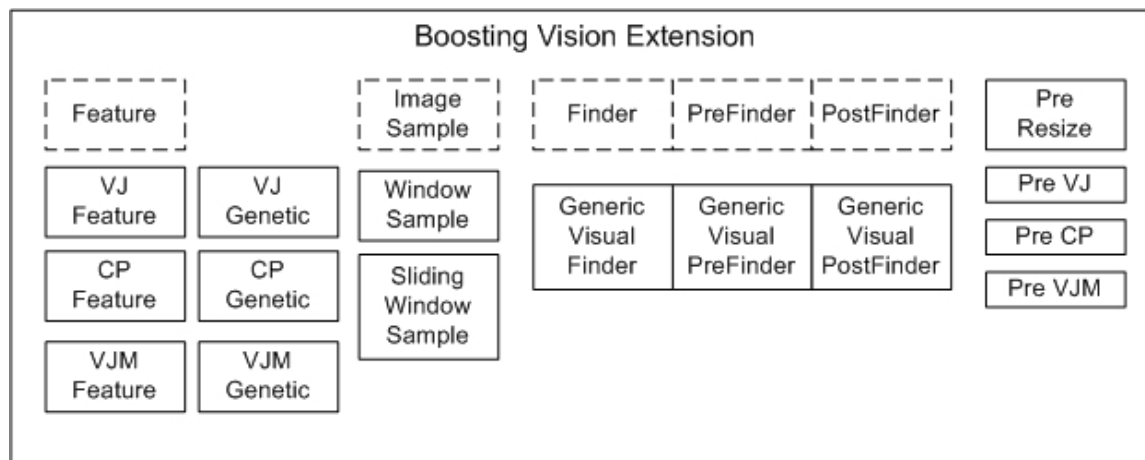 Boosting Vision Extension
Feature
Image
Sample
Finder
PreFinder
PostFinder
Pre
Resize
VJ
Feature
VJ
Genetic
Window
Sample
Generic
Visual
Finder
Generic
Visual
PreFinder
Generic
Visual
PostFinder
Pre VJ
Pre CP
Pre VJM
CP
Feature
CP
Genetic
Sliding
Window
Sample
VJM
Feature
VJM
Genetic